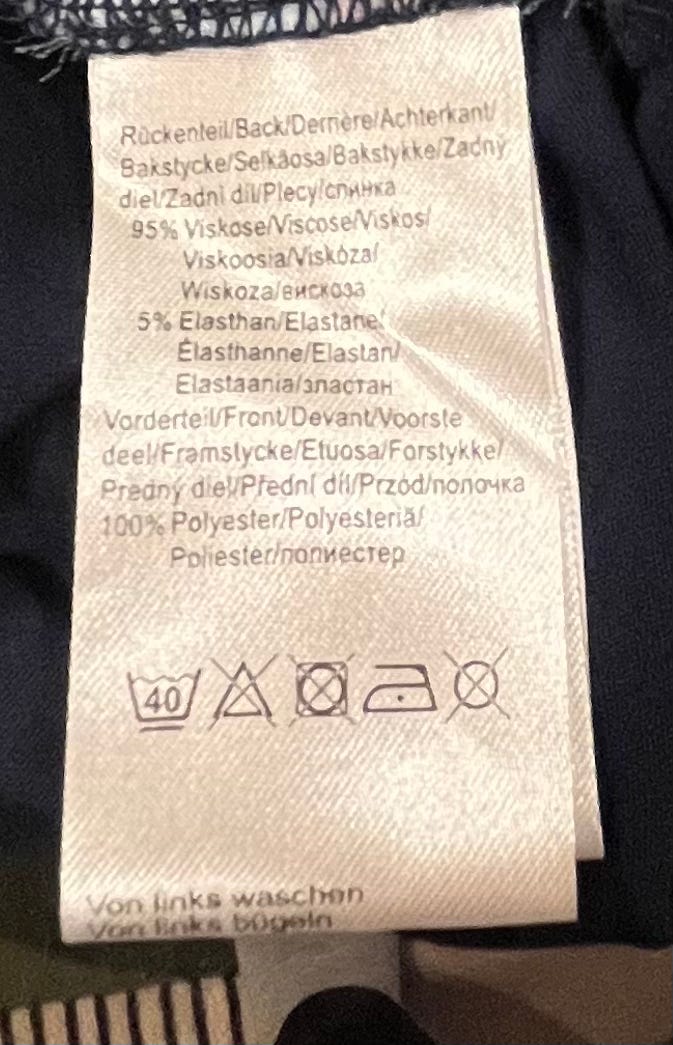 Rückenteil/Back/Dernère/Achterkant/
Bakstycke/Selkäosa/Bakstykke/Zadný
diel/Zadní díl/Plecy/спинка
95% Viskose/Viscose/Viskos/
Viskoosia/Viskóza/
Wiskoza/вискоза
5% Elasthan/Elastane/
Élasthanne/Elastan/
Elastaania/эластан
Vorderteil/Front/Devant/Voorste
deel/Framstycke/Etuosa/Forstykke/
Predný diel/Přední díl/Przód/полочка
100% Polyester/Polyesteriä/
Poliester/полиестер
40
Von links waschen
Von links bügeln